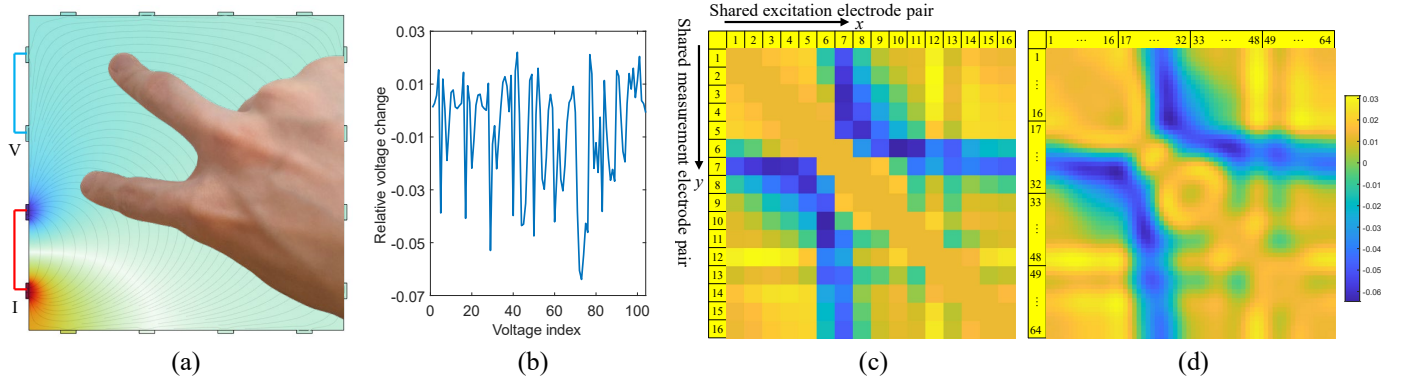 V
I
(a)
Relative voltage change
0.03
0.01
-0.01
-0.03
-0.05
-0.07
0 20 40 60 80 100
Voltage index
(b)
Shared excitation electrode pair
x
Shared measurement electrode pair
y
1 2 3 4 5 6 7 8 9 10 11 12 13 14 15 16
1
2
3
4
5
6
7
8
9
10
11
12
13
14
15
16
(c)
1 ... 16 17 ... 32 33 ... 48 49 ... 64
1
⋮
16
17
⋮
32
33
⋮
48
49
⋮
64
(d)
0.03
0.02
0.01
0
-0.01
-0.02
-0.03
-0.04
-0.05
-0.06